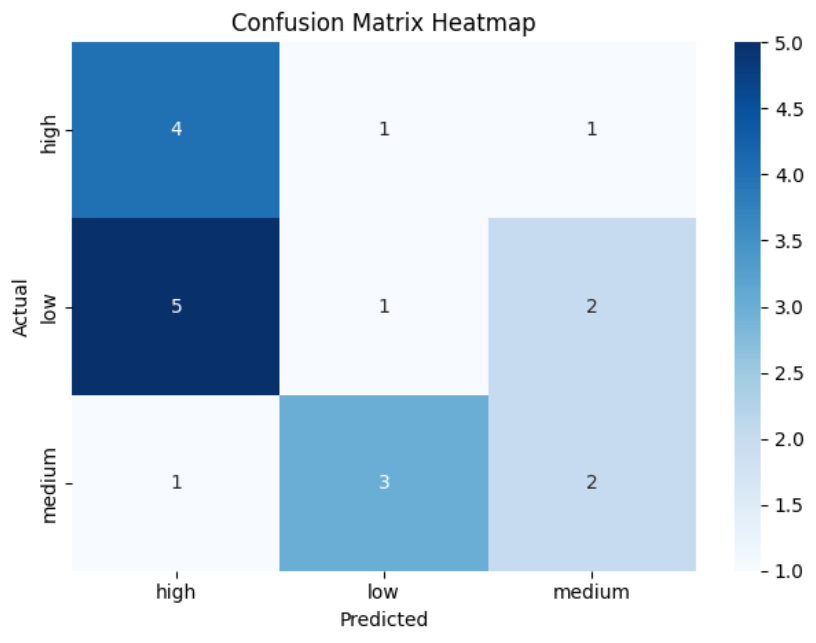 Confusion Matrix Heatmap
high
4
1
1
low
5
1
2
medium
1
3
2
Actual
high
low
medium
Predicted
5.0
4.5
4.0
3.5
3.0
2.5
2.0
1.5
1.0